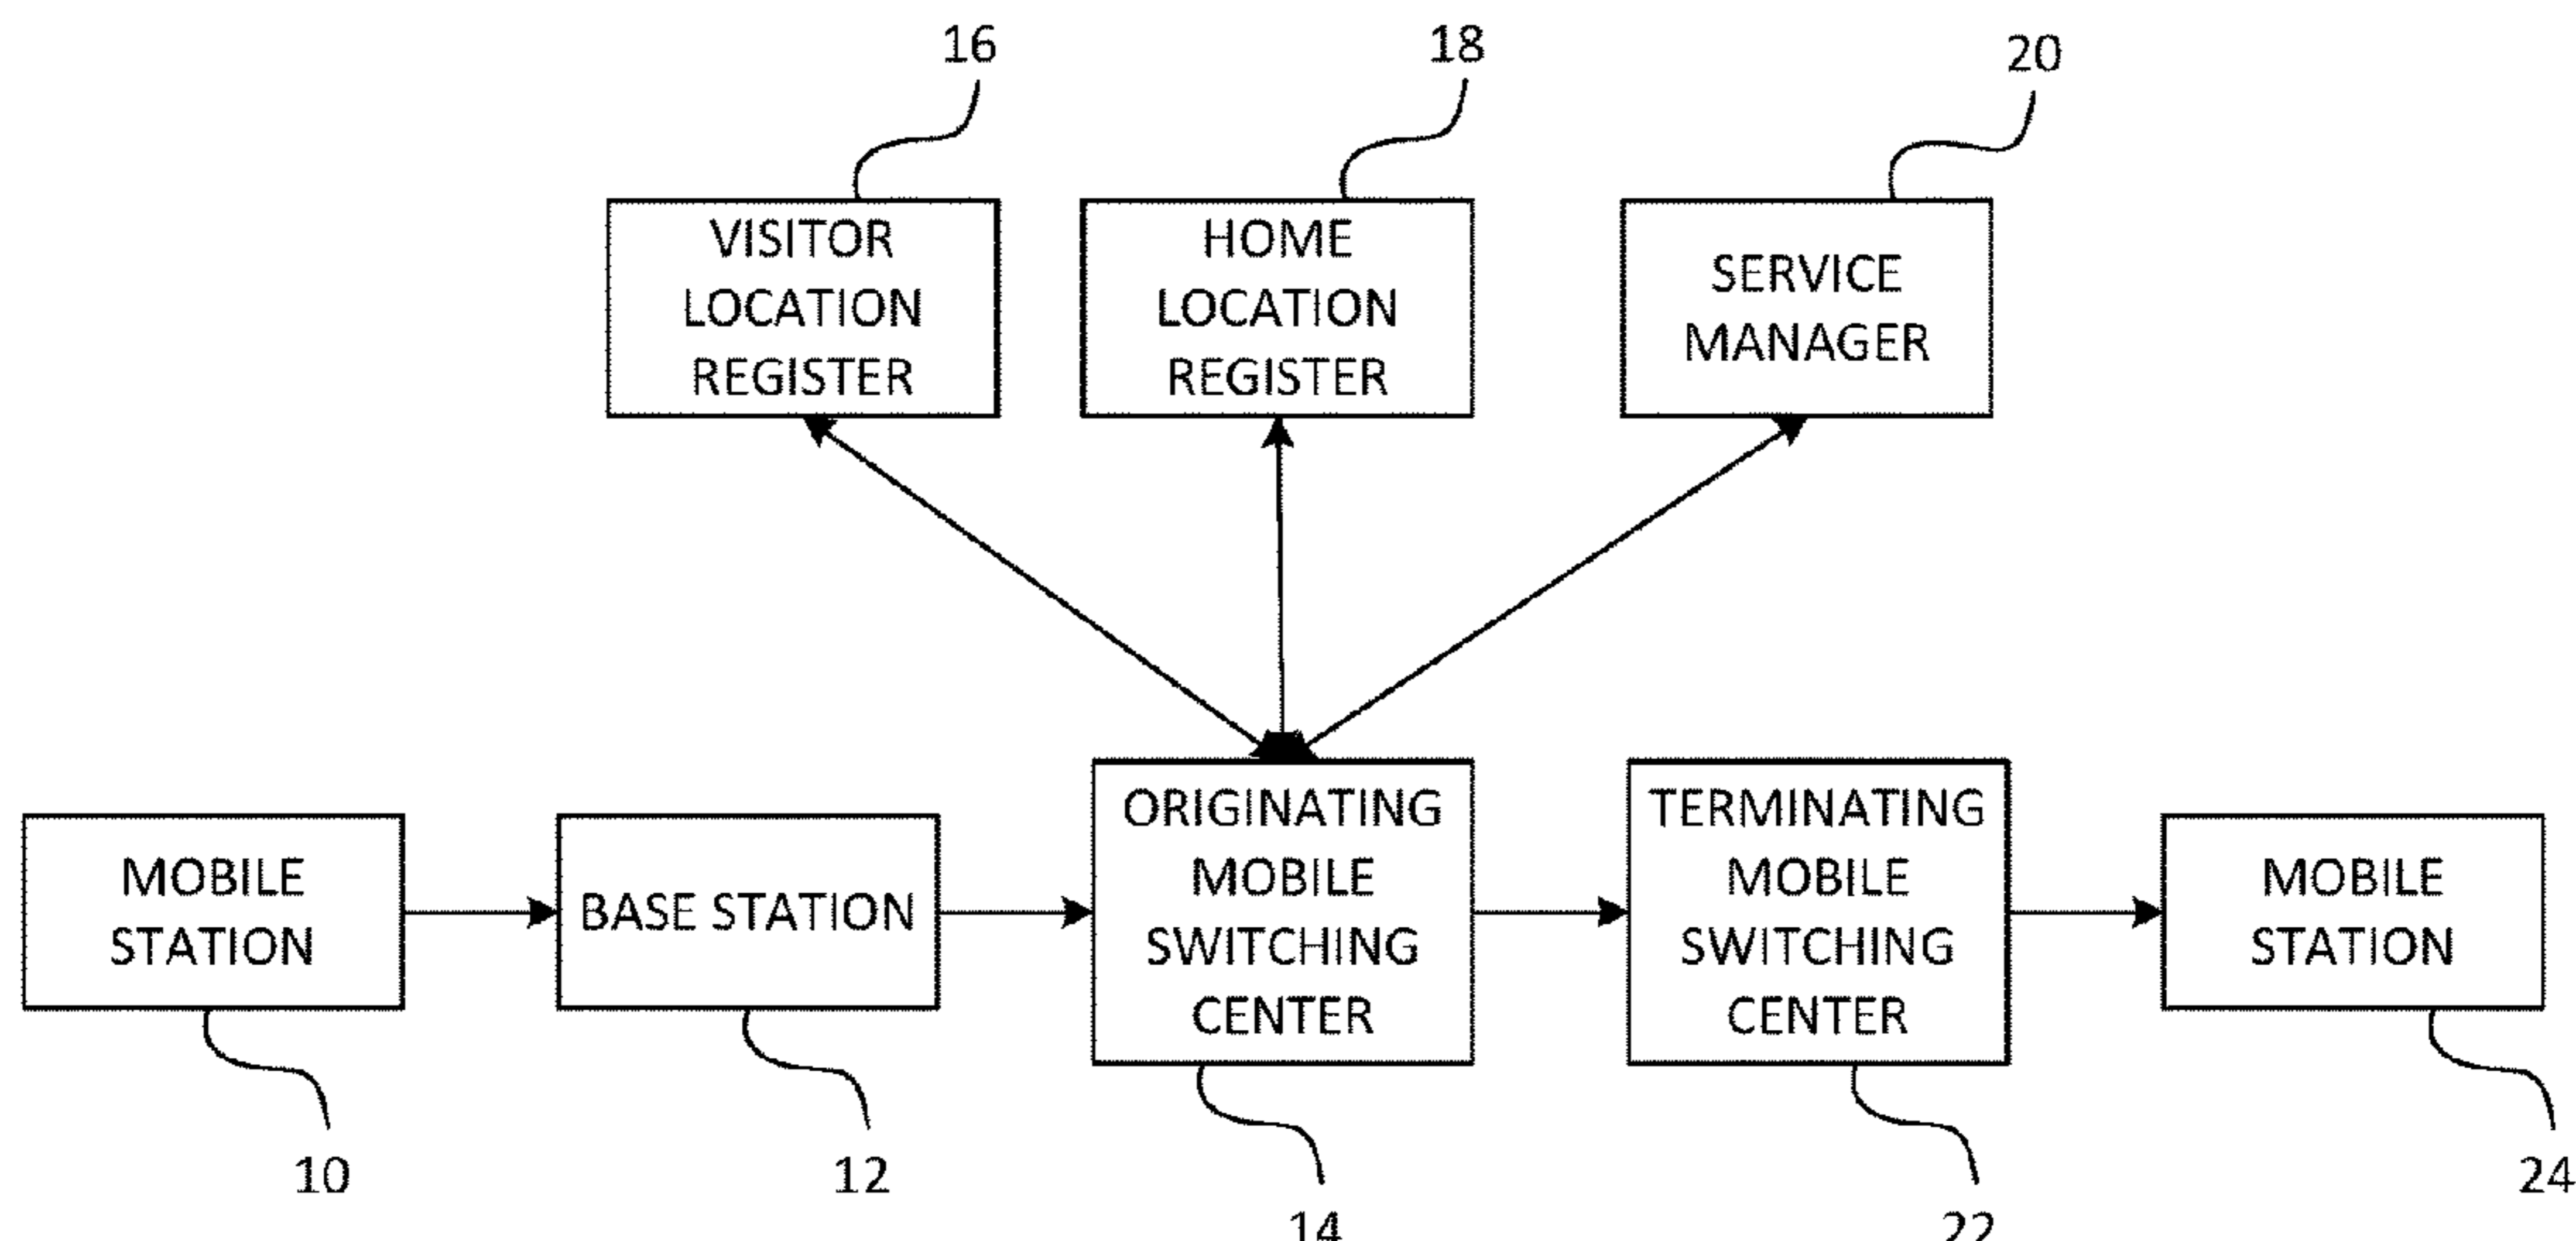 16
18
20
VISITOR
LOCATION
REGISTER
HOME
LOCATION
REGISTER
SERVICE
MANAGER
MOBILE
STATION
BASE STATION
ORIGINATING
MOBILE
SWITCHING
CENTER
TERMINATING
MOBILE
SWITCHING
CENTER
MOBILE
STATION
10
12
14
22
24